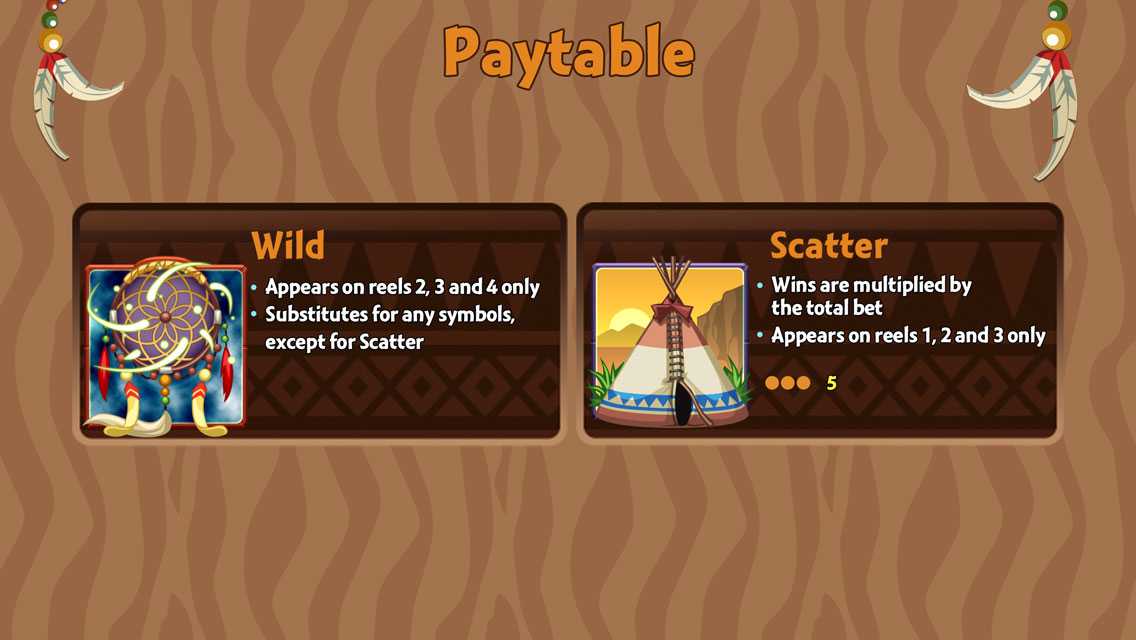 Paytable
Wild
• Appears on reels 2, 3 and 4 only
• Substitutes for any symbols,
except for Scatter
Scatter
• Wins are multiplied by
the total bet
• Appears on reels 1, 2 and 3 only
5